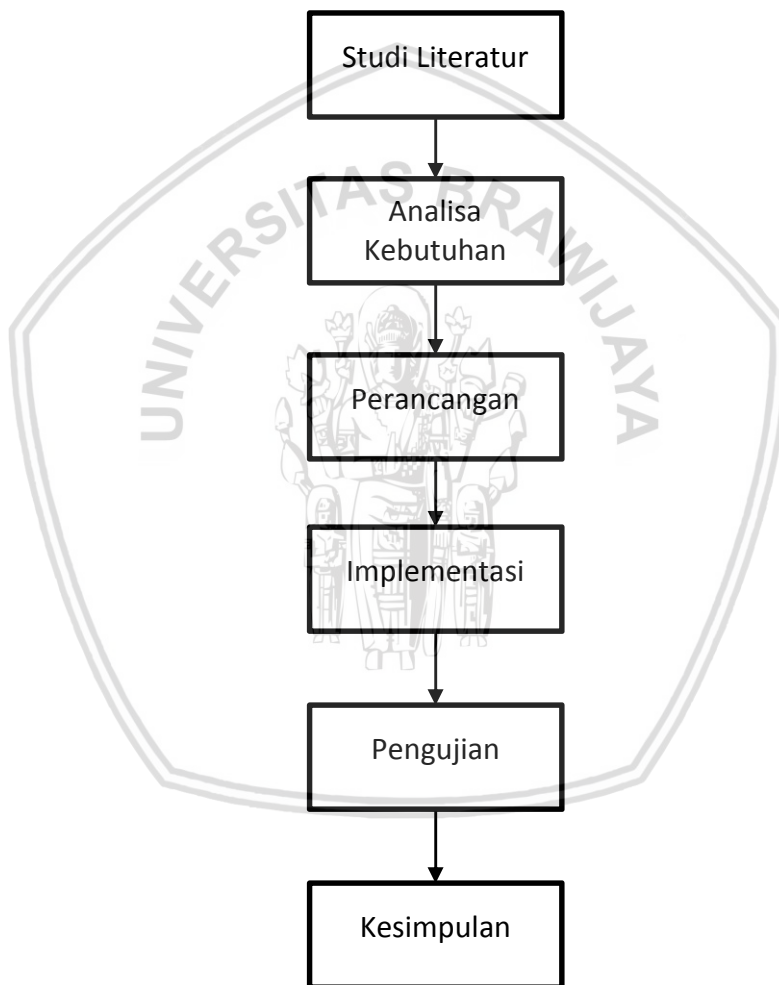 Studi Literatur
UNIVERSITAS BRAWIJAYA
Analisa
Kebutuhan
Perancangan
Implementasi
Pengujian
Kesimpulan